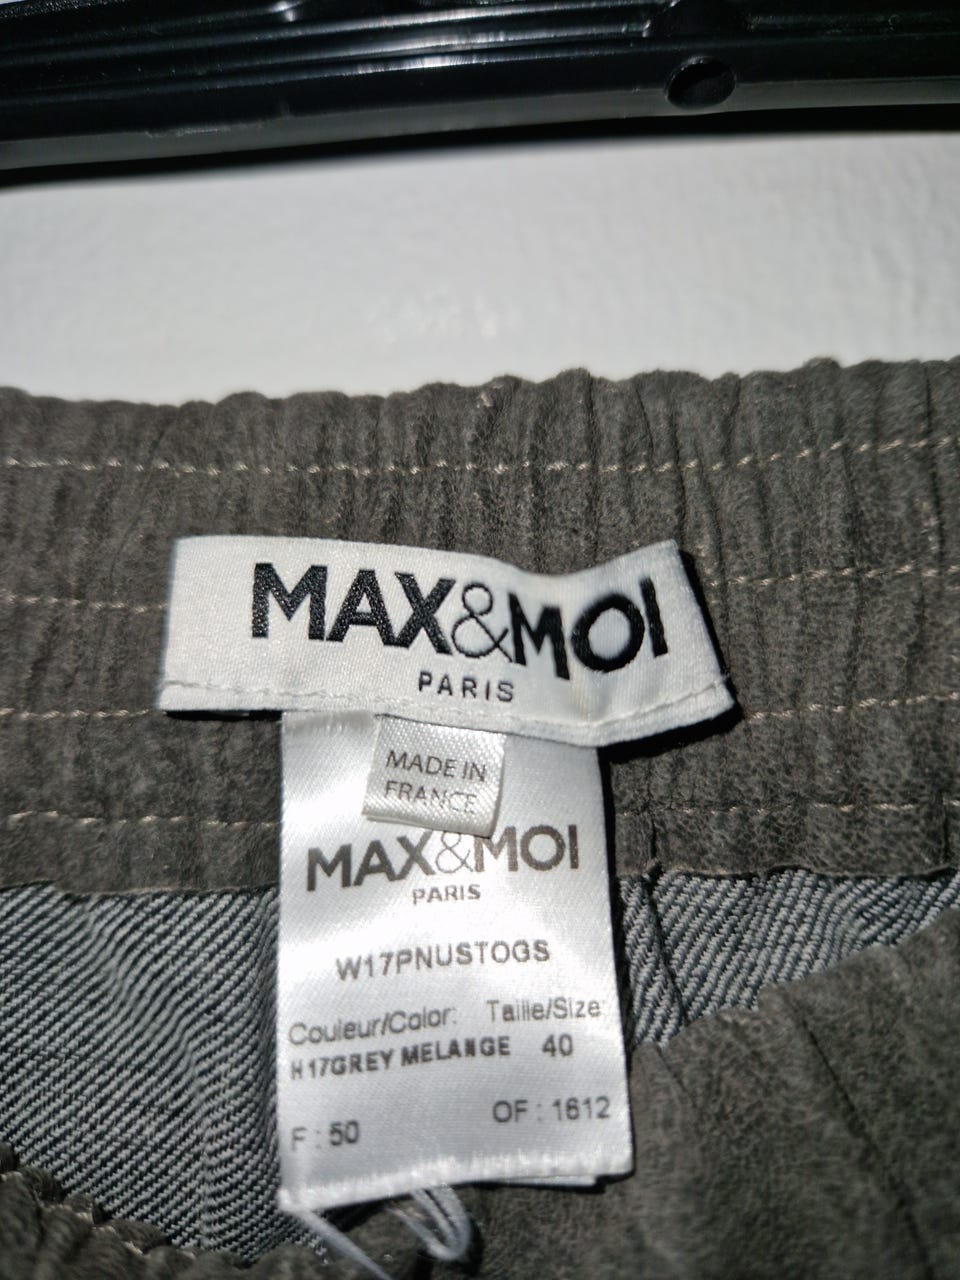 MAX&MOI
PARIS
MADE IN
FRANCE
MAX&MOI
PARIS
W17PNUSTOGS
Couleur/Color: Taille/Size:
H17GREY MELANGE 40
F : 50 OF : 1612